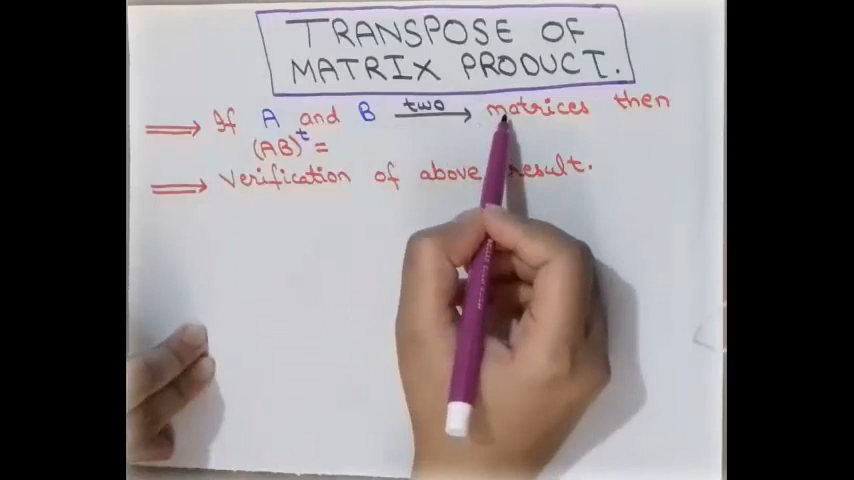 TRANSPOSE OF
MATRIX PRODUCT.
⟹ If A and B two⟶ matrices then
(AB)ᵗ =
⟹ Verification of above result.